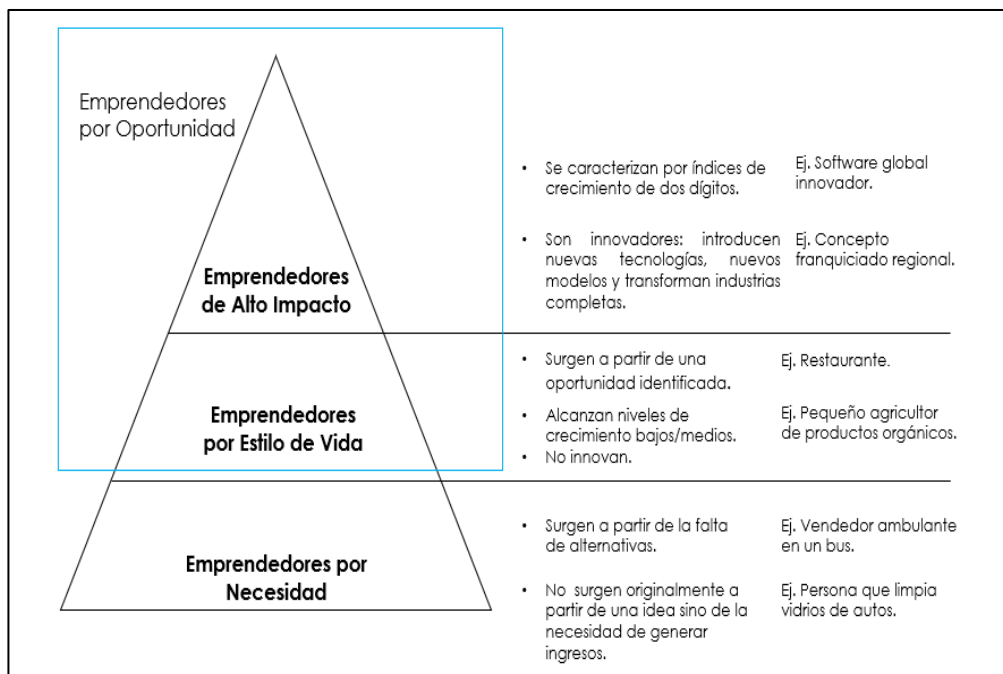 Emprendedores
por Oportunidad
Emprendedores
de Alto Impacto
• Se caracterizan por índices de
crecimiento de dos dígitos.
Ej. Software global
innovador.
• Son innovadores: introducen
nuevas tecnologías, nuevos
modelos y transforman industrias
completas.
Ej. Concepto
franquiciado regional.
Emprendedores
por Estilo de Vida
• Surgen a partir de una
oportunidad identificada.
Ej. Restaurante.
• Alcanzan niveles de
crecimiento bajos/medios.
• No innovan.
Ej. Pequeño agricultor
de productos orgánicos.
Emprendedores por
Necesidad
• Surgen a partir de la falta
de alternativas.
Ej. Vendedor ambulante
en un bus.
• No surgen originalmente a
partir de una idea sino de la
necesidad de generar
ingresos.
Ej. Persona que limpia
vidrios de autos.